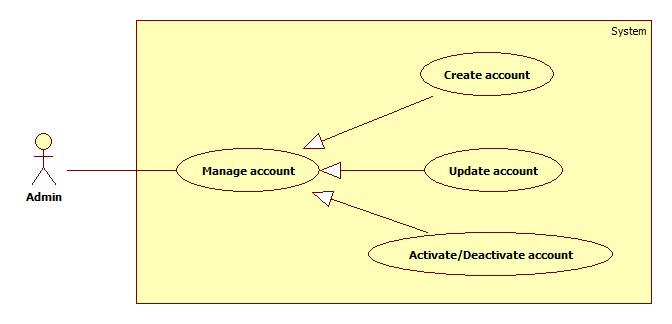 System
Create account
Manage account
Update account
Admin
Activate/Deactivate account